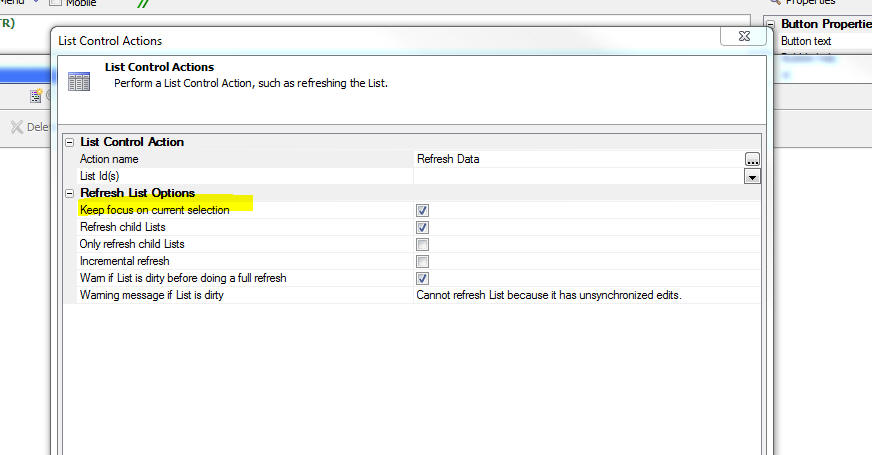 Menu
Mobile
Properties
TR)
List Control Actions
Button Properties
Button text
List Control Actions
Perform a List Control Action, such as refreshing the List.
Delete
List Control Action
Action name Refresh Data
List Id(s)
Refresh List Options
Keep focus on current selection
Refresh child Lists
Only refresh child Lists
Incremental refresh
Warn if List is dirty before doing a full refresh
Warning message if List is dirty Cannot refresh List because it has unsynchronized edits.